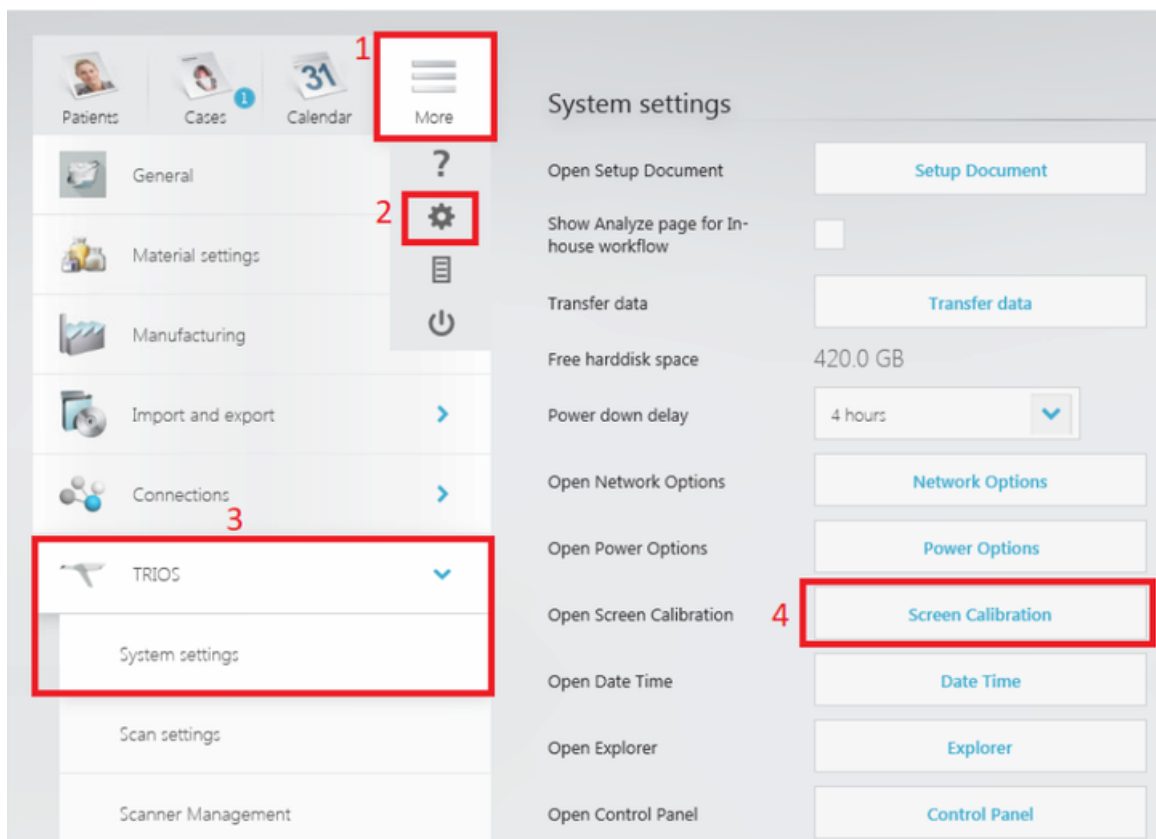 1
31
1
Patients
Cases
Calendar
More
General
?
2
Material settings
Manufacturing
Import and export
Connections
3
TRIOS
System settings
Scan settings
Scanner Management
System settings
Open Setup Document
Setup Document
Show Analyze page for In-
house workflow
Transfer data
Transfer data
Free harddisk space
420.0 GB
Power down delay
4 hours
Open Network Options
Network Options
Open Power Options
Power Options
Open Screen Calibration
4
Screen Calibration
Open Date Time
Date Time
Open Explorer
Explorer
Open Control Panel
Control Panel